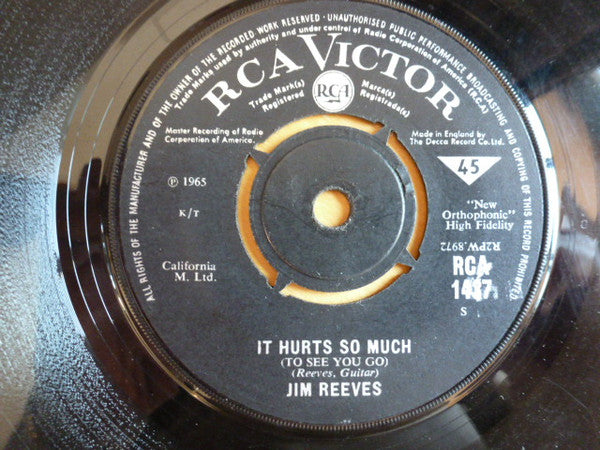 ALL RIGHTS OF THE MANUFACTURER AND OF THE OWNER OF THE RECORDED WORK RESERVED · UNAUTHORISED PUBLIC PERFORMANCE BROADCASTING AND COPYING OF THIS RECORD PROHIBITED
Trade Marks used by authority and under control of Radio Corporation of America (R.C.A.)
RCA VICTOR
Trade Mark(s)
Registered
RCA
Marca(s)
Registrada(s)
Master Recording of Radio
Corporation of America.
Made in England by
The Decca Record Co. Ltd.
45
℗ 1965
K/T
"New
Orthophonic"
High Fidelity
R2PW.8972
California
M. Ltd.
RCA
S
IT HURTS SO MUCH
(TO SEE YOU GO)
(Reeves, Guitar)
JIM REEVES